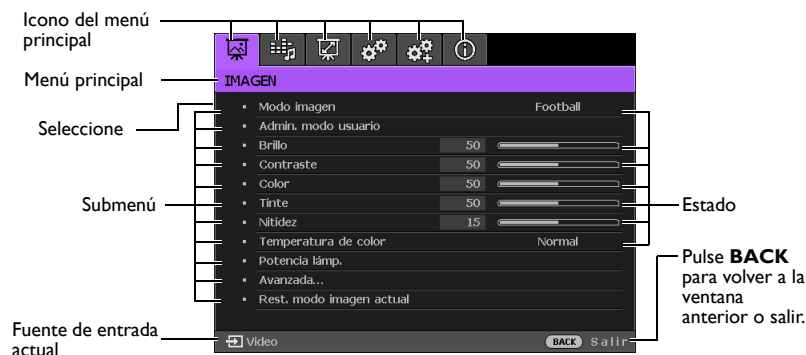 Icono del menú
principal
Menú principal
IMAGEN
Seleccione
Modo imagen Football
Admin. modo usuario
Brillo 50
Contraste 50
Color 50
Submenú
Tinte 50
Estado
Nitidez 15
Temperatura de color Normal
Potencia lámp.
Avanzada...
Rest. modo imagen actual
Pulse BACK
para volver a la
ventana
anterior o salir.
Fuente de entrada
actual
Video
BACK Salir